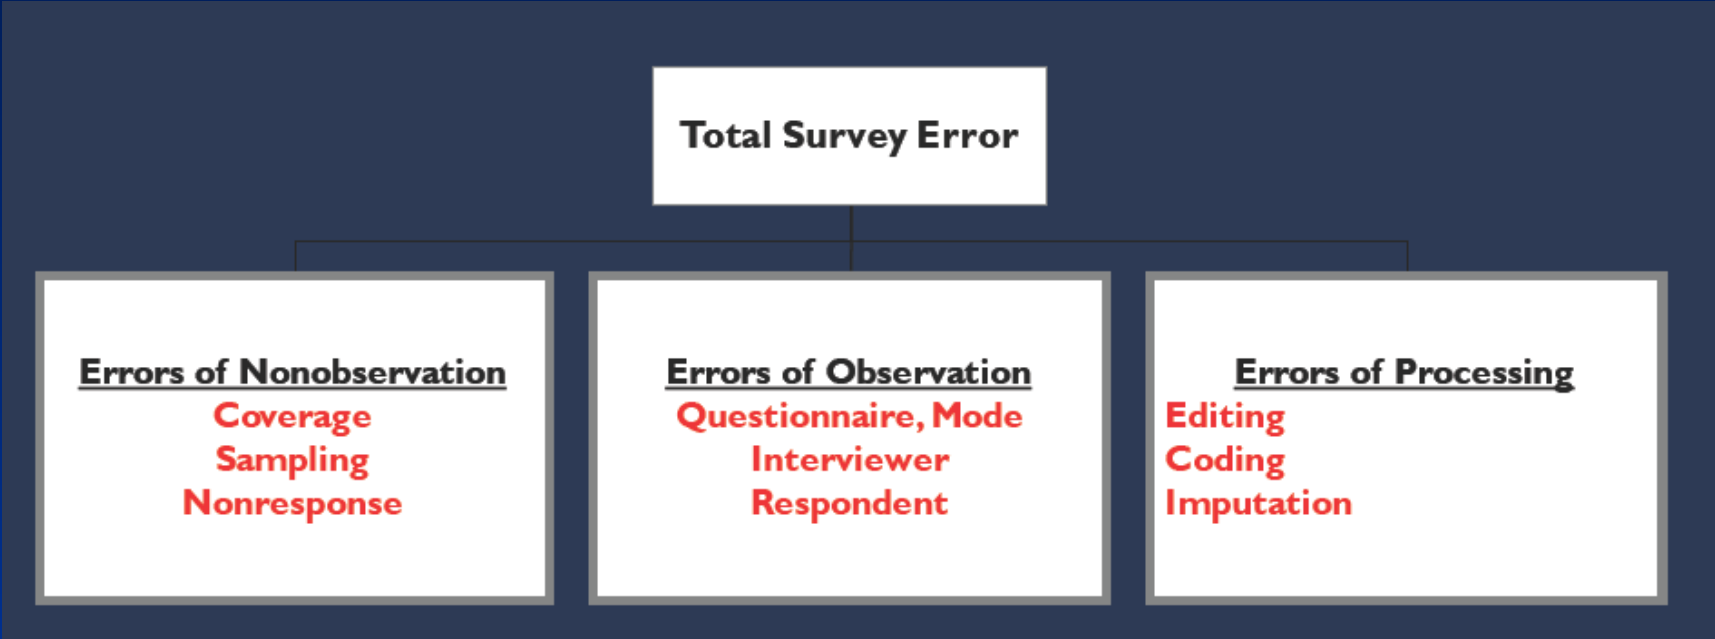 Total Survey Error
Errors of Nonobservation
Coverage
Sampling
Nonresponse
Errors of Observation
Questionnaire, Mode
Interviewer
Respondent
Errors of Processing
Editing
Coding
Imputation